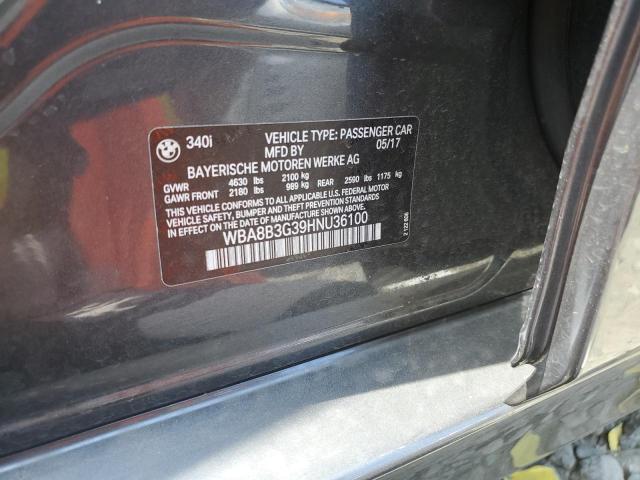 340i VEHICLE TYPE: PASSENGER CAR
MFD BY 05/17
BAYERISCHE MOTOREN WERKE AG
GVWR 4630 lbs 2100 kg
GAWR FRONT 2180 lbs 989 kg REAR 2590 lbs 1175 kg
THIS VEHICLE CONFORMS TO ALL APPLICABLE U.S. FEDERAL MOTOR
VEHICLE SAFETY, BUMPER AND THEFT PREVENTION STANDARDS
IN EFFECT ON THE DATE OF MANUFACTURE SHOWN ABOVE.
WBA8B3G39HNU36100